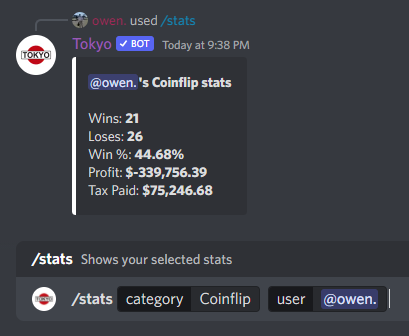 owen. used /stats
Tokyo ✓ BOT Today at 9:38 PM
TOKYO
@owen.'s Coinflip stats
Wins: 21
Loses: 26
Win %: 44.68%
Profit: $-339,756.39
Tax Paid: $75,246.68
/stats Shows your selected stats
/stats category Coinflip user @owen.